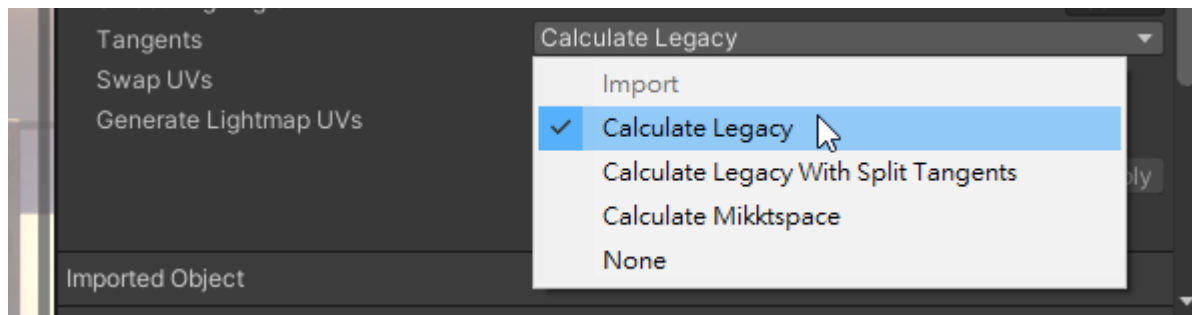 Tangents
Calculate Legacy
Swap UVs
Import
Generate Lightmap UVs
Calculate Legacy
Calculate Legacy With Split Tangents
Calculate Mikktspace
None
Imported Object